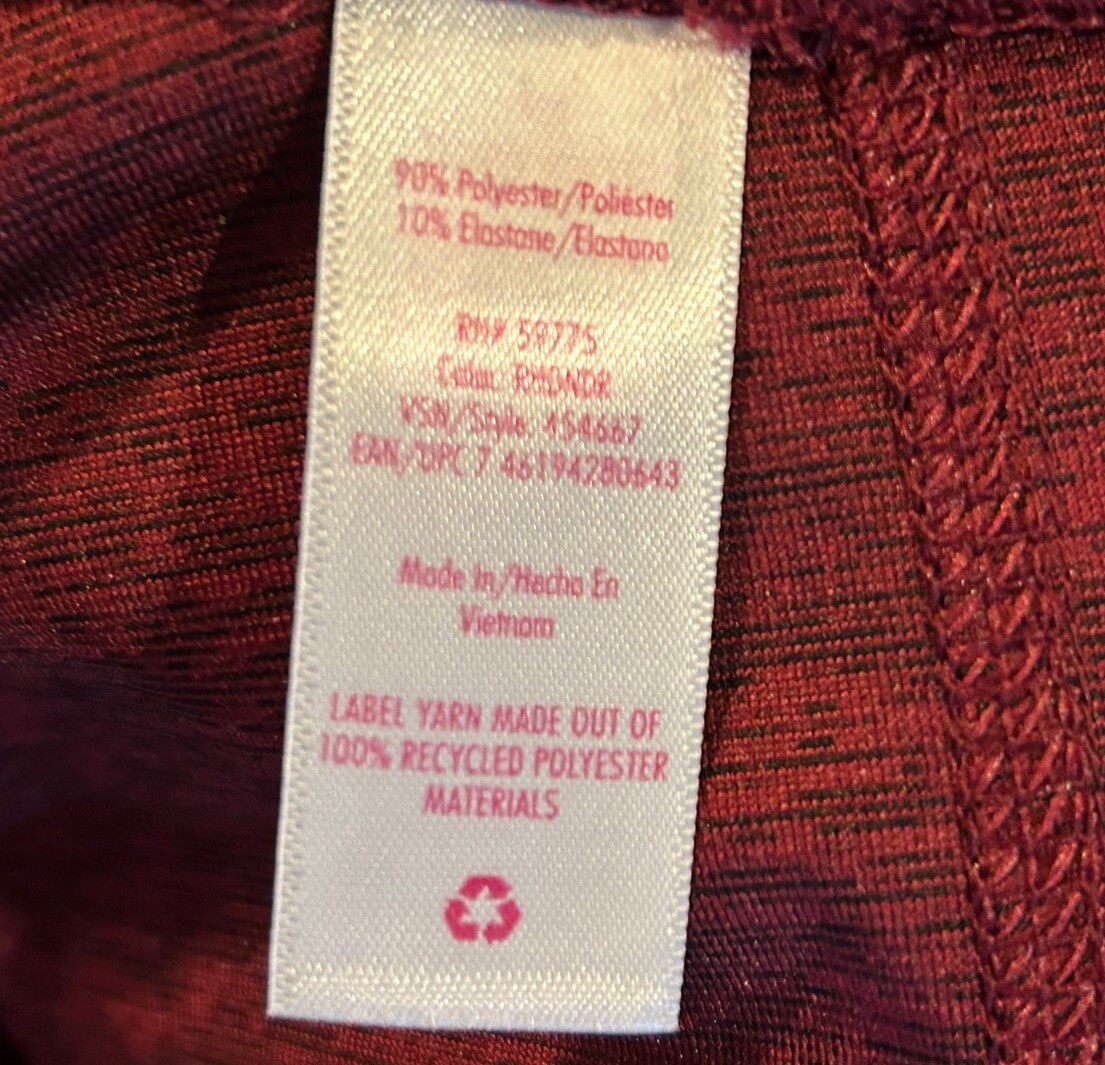 90% Polyester/Poliéster
10% Elastane/Elastano
RN# 59775
Color: RHDNDR
VSN/Style: 454667
EAN/UPC 7 46194280643
Made In/Hecho En
Vietnam
LABEL YARN MADE OUT OF
100% RECYCLED POLYESTER
MATERIALS